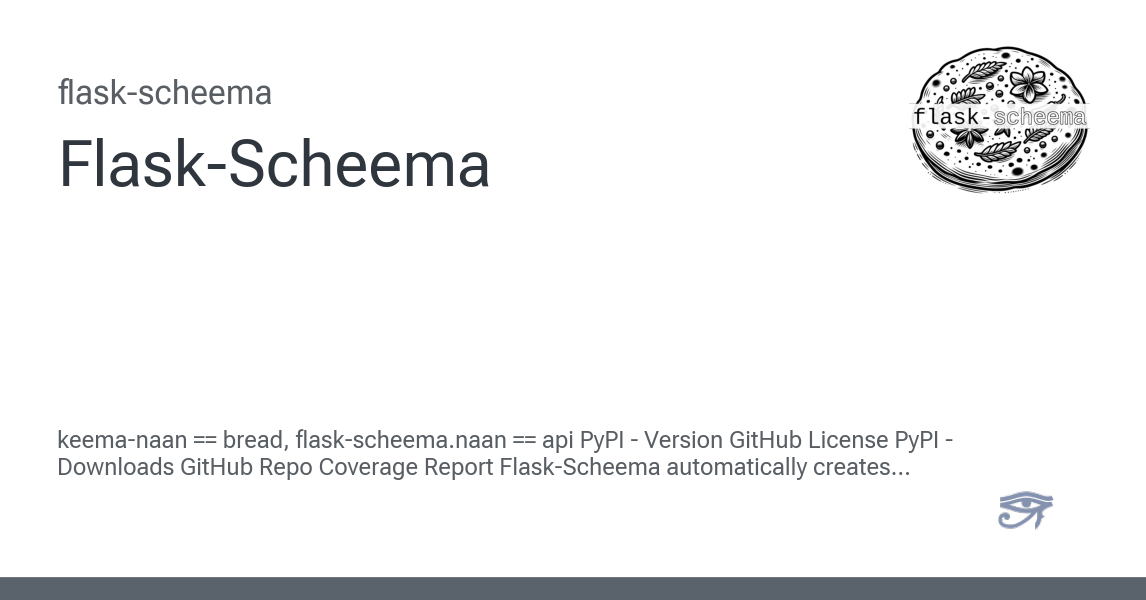 flask-scheema
flask-scheema
Flask-Scheema
keema-naan == bread, flask-scheema.naan == api PyPI - Version GitHub License PyPI -
Downloads GitHub Repo Coverage Report Flask-Scheema automatically creates...